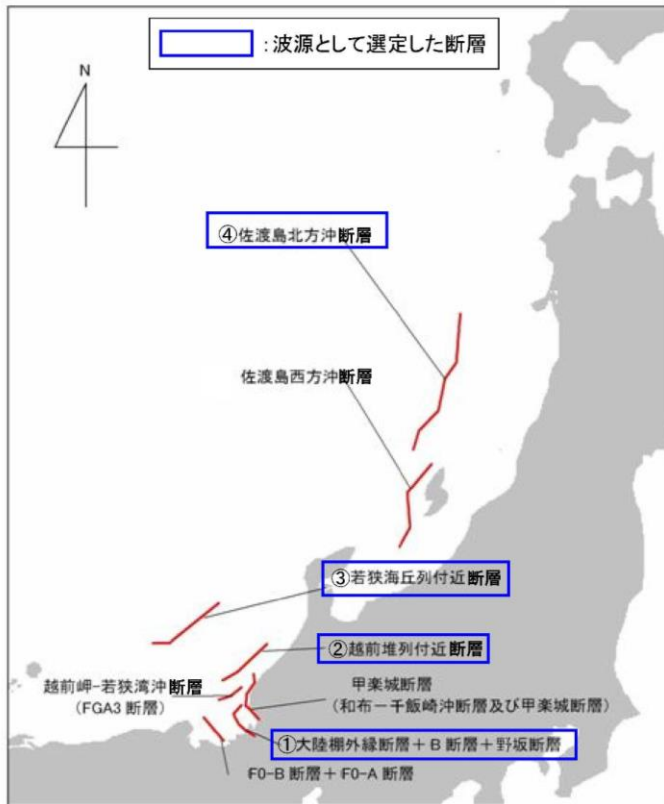 ：波源として選定した断層
N
④佐渡島北方沖断層
佐渡島西方沖断層
③若狭海丘列付近断層
②越前堆列付近断層
越前岬−若狭湾沖断層
（FGA3 断層）
甲楽城断層
（和布−干飯崎沖断層及び甲楽城断層）
①大陸棚外縁断層＋B 断層＋野坂断層
FO-B 断層＋FO-A 断層